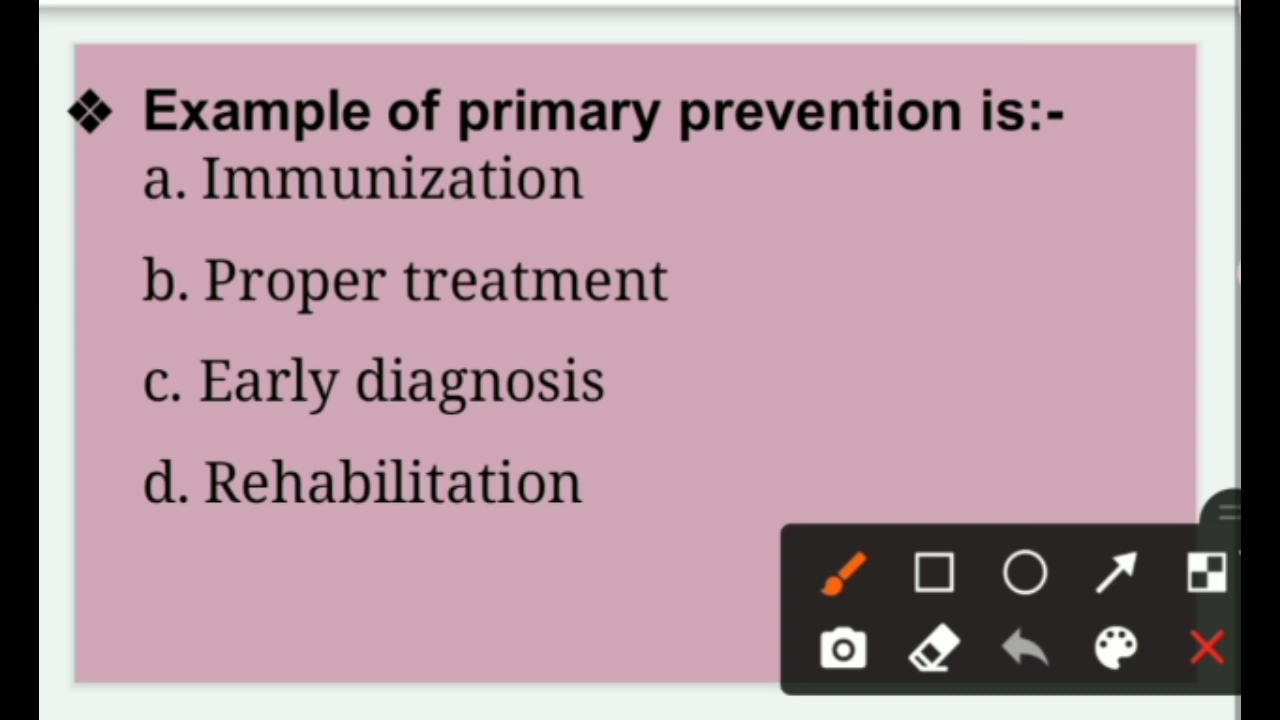 ❖ Example of primary prevention is:-
a. Immunization
b. Proper treatment
c. Early diagnosis
d. Rehabilitation